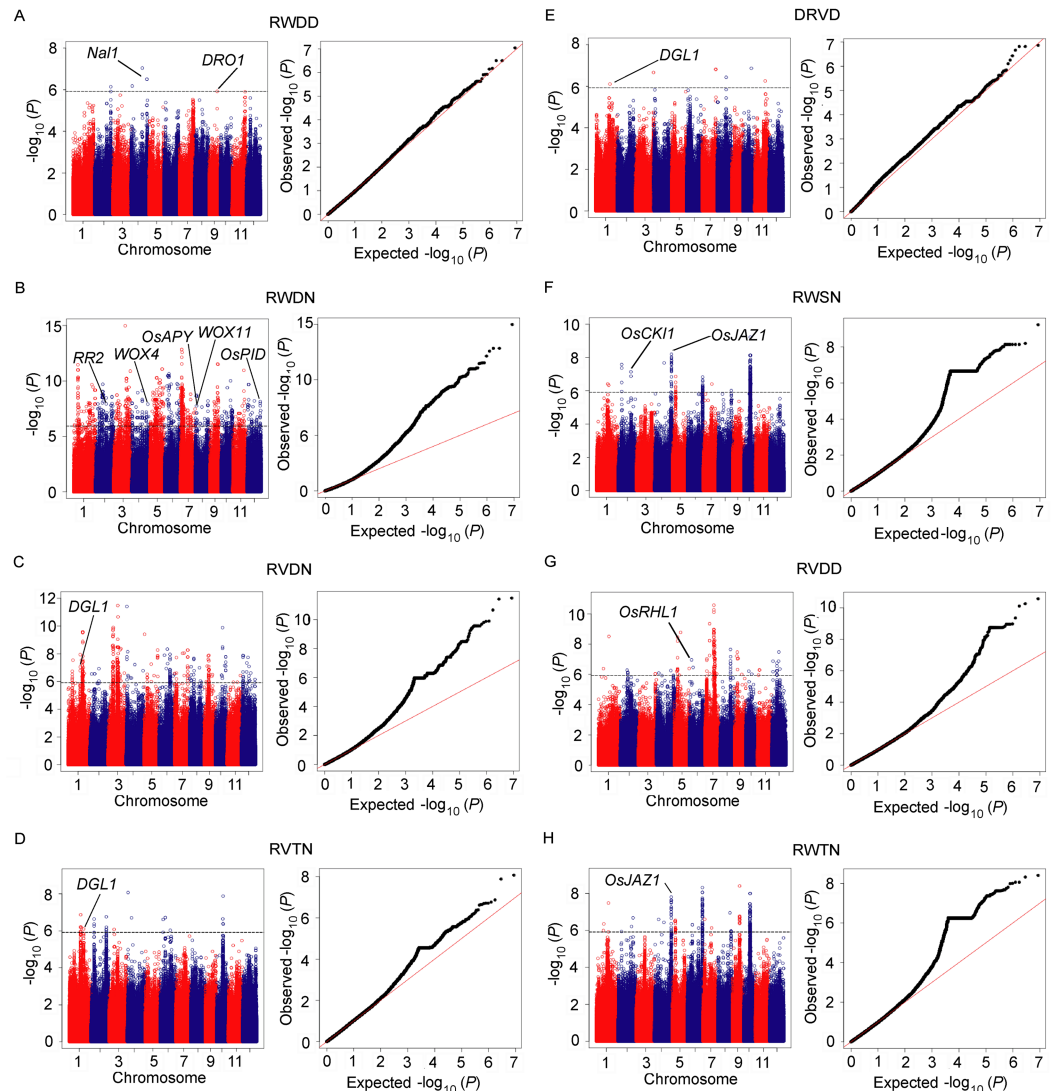 A
RWDD
8
6
4
2
0
-log10 (P)
Nal1
DRO1
1 3 5 7 9 11
Chromosome
7
6
5
4
3
2
1
0
Observed -log10 (P)
0 1 2 3 4 5 6 7
Expected -log10 (P)
E
DRVD
8
6
4
2
0
-log10 (P)
DGL1
1 3 5 7 9 11
Chromosome
7
6
5
4
3
2
1
0
Observed -log10 (P)
0 1 2 3 4 5 6 7
Expected -log10 (P)
B
RWDN
15
10
5
0
-log10 (P)
RR2
WOX4
OsAPY
WOX11
OsPID
1 3 5 7 9 11
Chromosome
15
10
6
0
Observed -log10 (P)
0 1 2 3 4 5 6 7
Expected -log10 (P)
F
RWSN
10
8
6
4
2
0
-log10 (P)
OsCKI1
OsJAZ1
1 3 5 7 9 11
Chromosome
10
8
6
4
2
0
Observed -log10 (P)
0 1 2 3 4 5 6 7
Expected-log10 (P)
C
RVDN
12
10
8
6
4
2
0
-log10 (P)
DGL1
1 3 5 7 9 11
Chromosome
10
8
6
4
2
0
Observed -log10 (P)
0 1 2 3 4 5 6 7
Expected -log10 (P)
G
RVDD
10
8
6
4
2
0
-log10 (P)
OsRHL1
1 3 5 7 9 11
Chromosome
10
8
6
4
2
0
Observed -log10 (P)
0 1 2 3 4 5 6 7
Expected -log10 (P)
D
RVTN
8
6
4
2
0
-log10 (P)
DGL1
1 3 5 7 9 11
Chromosome
8
6
4
2
0
Observed -log10 (P)
0 1 2 3 4 5 6 7
Expected -log10 (P)
H
RWTN
8
6
4
2
0
-log10 (P)
OsJAZ1
1 3 5 7 9 11
Chromosome
8
6
4
2
0
Observed -log10 (P)
0 1 2 3 4 5 6 7
Expected -log10 (P)